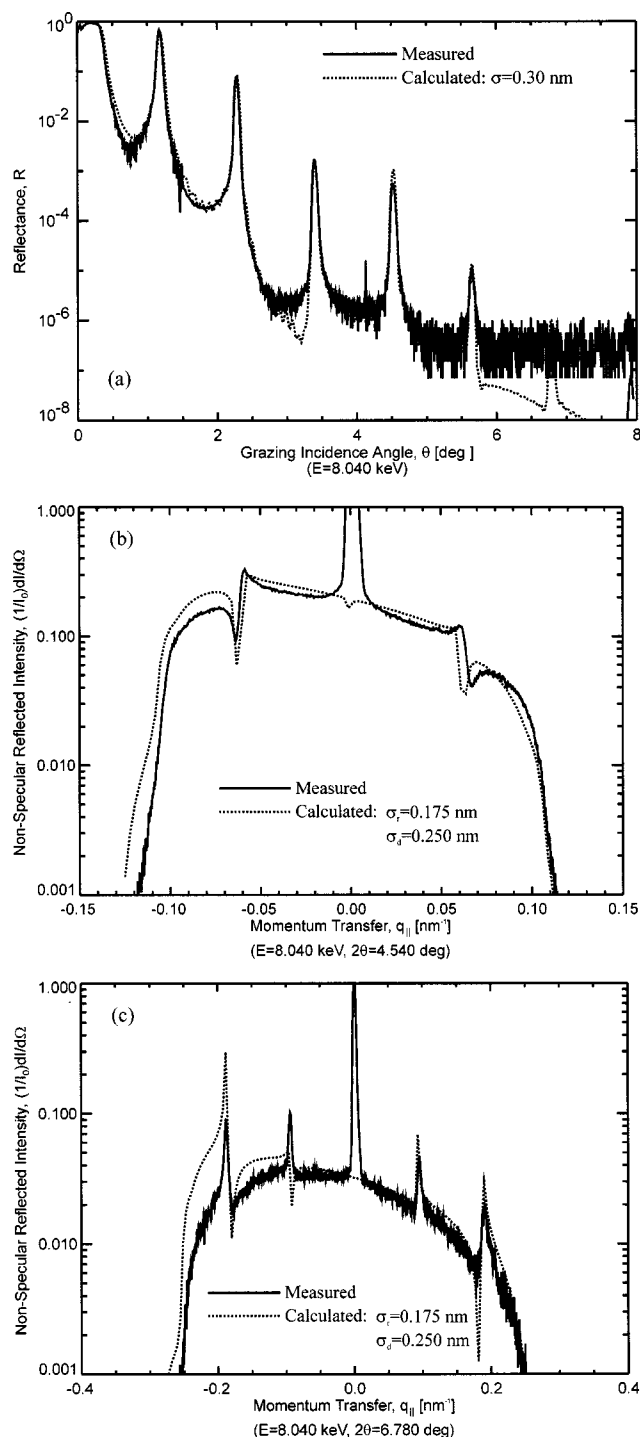 10⁰
10⁻²
10⁻⁴
10⁻⁶
10⁻⁸
Reflectance, R
Measured
Calculated: σ=0.30 nm
(a)
0 2 4 6 8
Grazing Incidence Angle, θ [deg ]
(E=8.040 keV)
1.000
0.100
0.010
0.001
Non-Specular Reflected Intensity, (1/I₀)dI/dΩ
(b)
Measured
Calculated: σᵣ=0.175 nm
σ_d=0.250 nm
-0.15 -0.10 -0.05 0.00 0.05 0.10 0.15
Momentum Transfer, q_|| [nm⁻¹]
(E=8.040 keV, 2θ=4.540 deg)
1.000
0.100
0.010
0.001
Non-Specular Reflected Intensity, (1/I₀)dI/dΩ
(c)
Measured
Calculated: σᵣ=0.175 nm
σ_d=0.250 nm
-0.4 -0.2 0.0 0.2 0.4
Momentum Transfer, q_|| [nm⁻¹]
(E=8.040 keV, 2θ=6.780 deg)